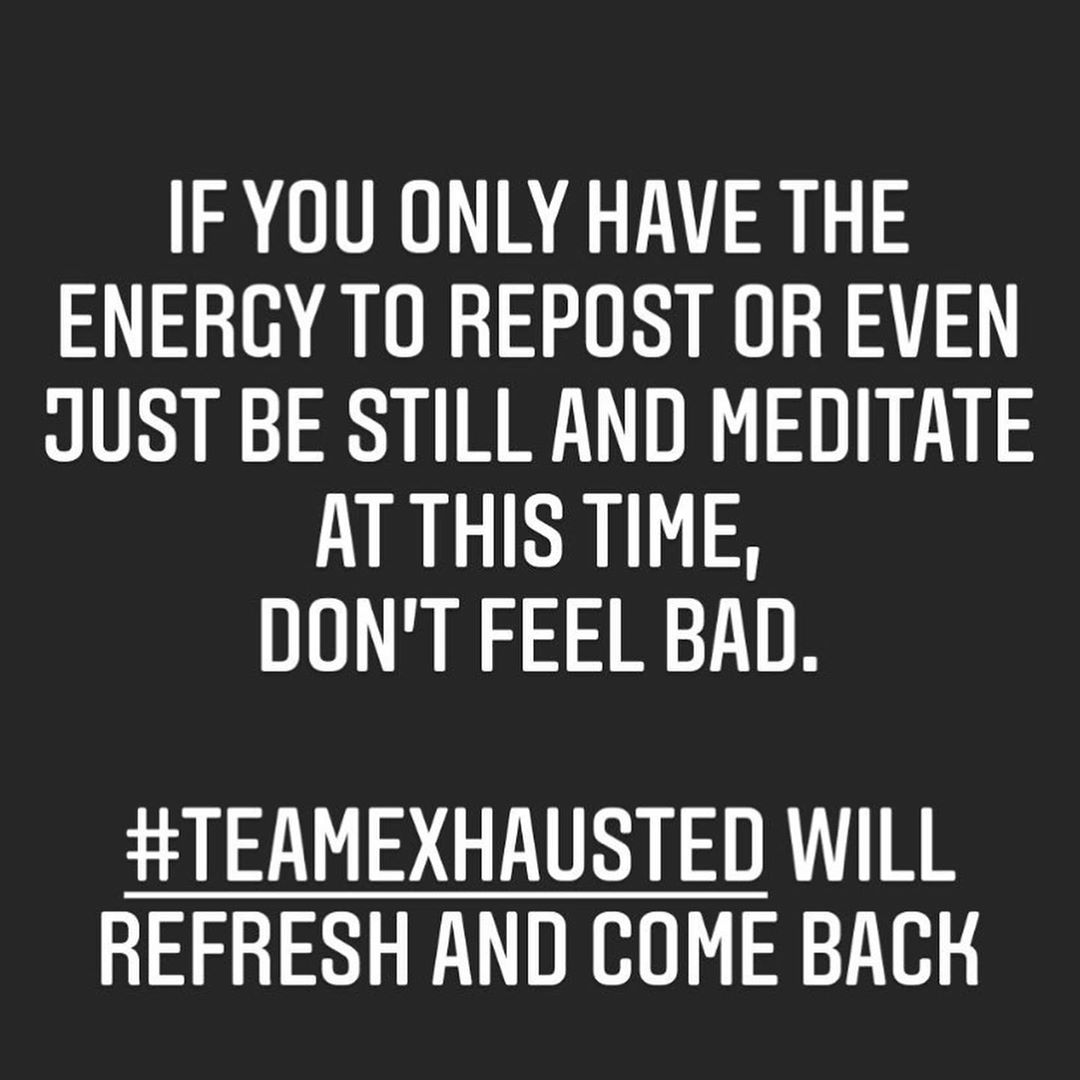 IF YOU ONLY HAVE THE
ENERGY TO REPOST OR EVEN
JUST BE STILL AND MEDITATE
AT THIS TIME,
DON'T FEEL BAD.
#TEAMEXHAUSTED WILL
REFRESH AND COME BACK